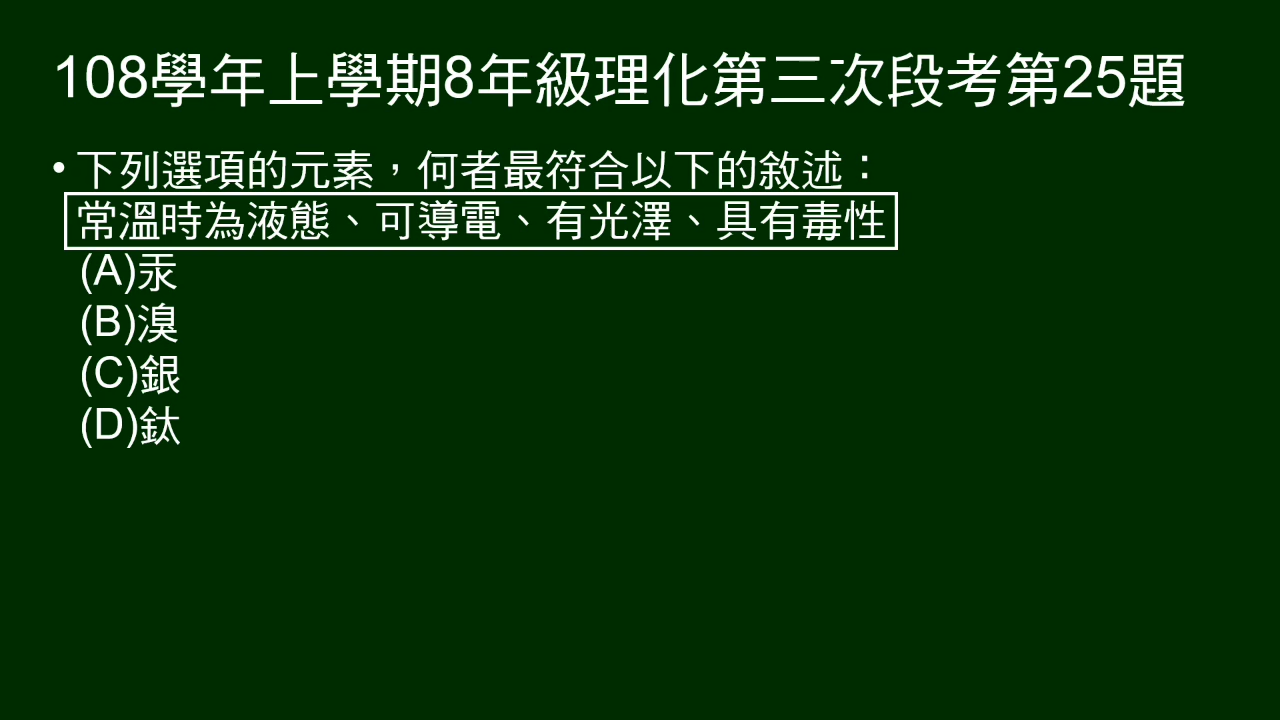 108學年上學期8年級理化第三次段考第25題
• 下列選項的元素，何者最符合以下的敘述：
常溫時為液態、可導電、有光澤、具有毒性
(A)汞
(B)溴
(C)銀
(D)鈦